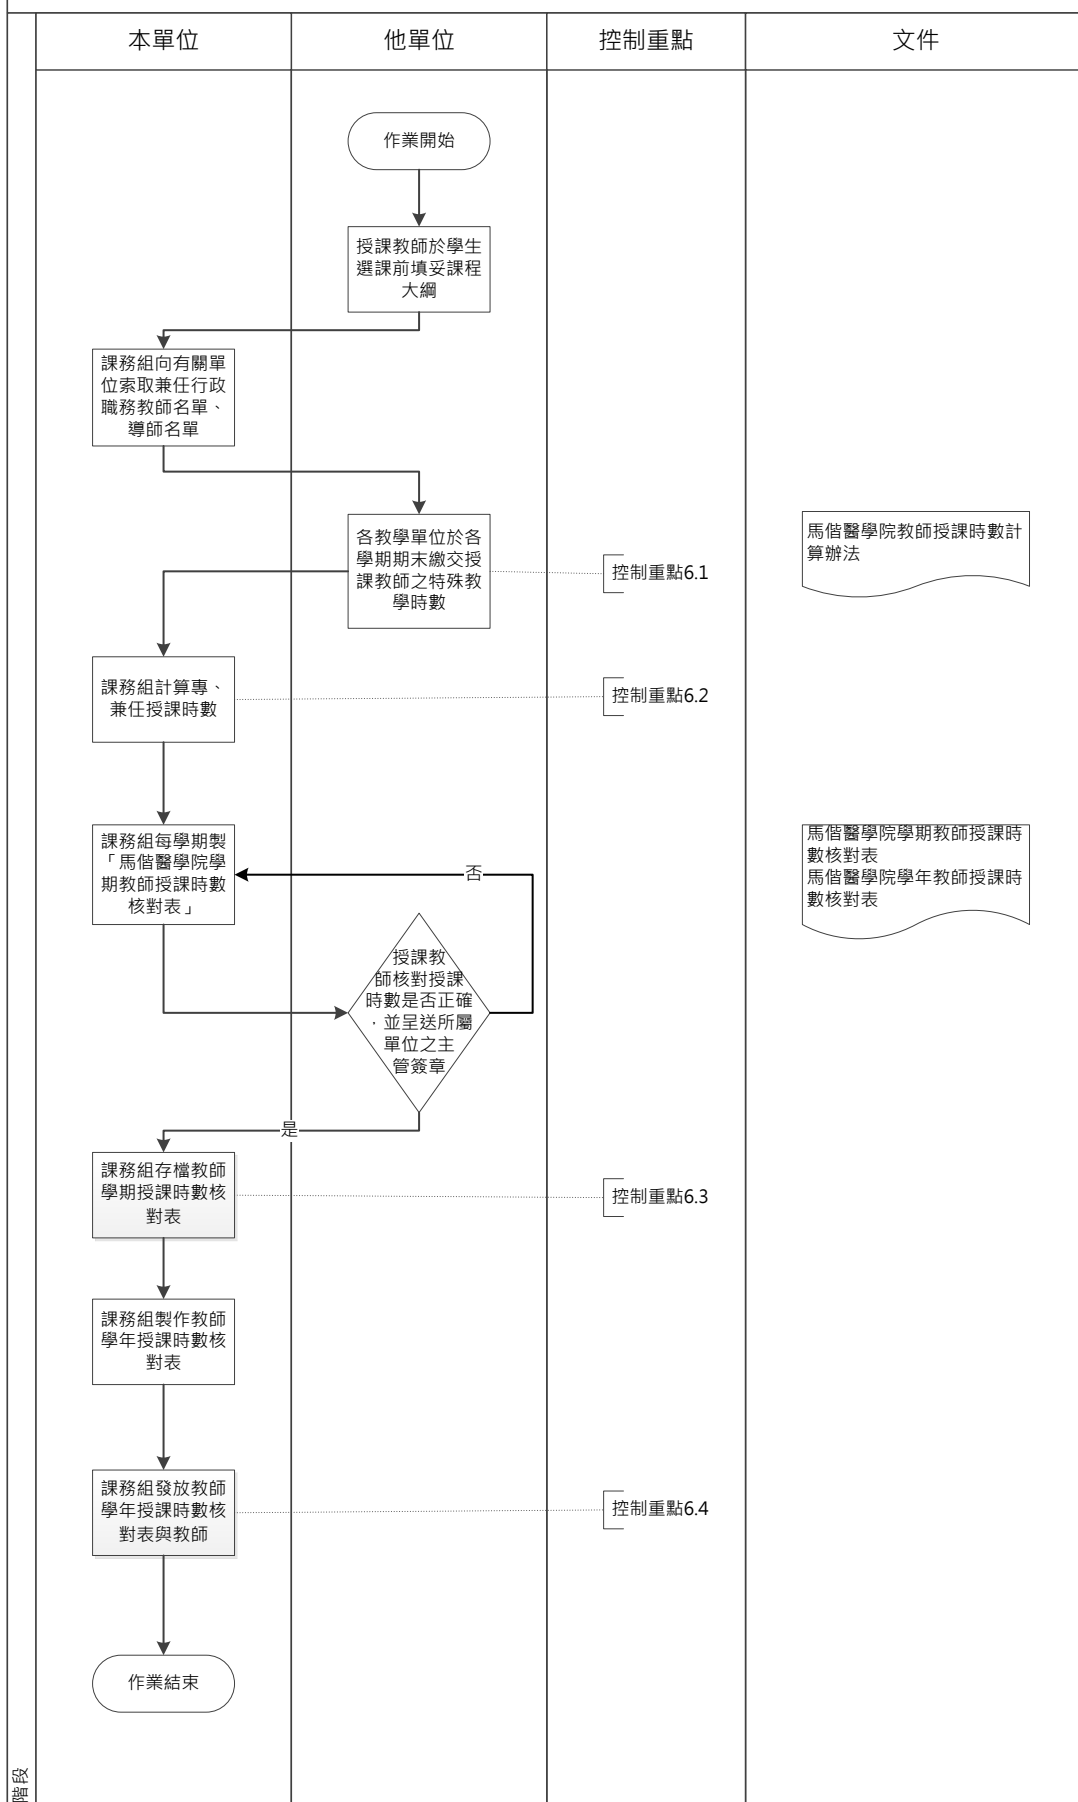 本單位
他單位
控制重點
文件
作業開始
授課教師於學生
選課前填妥課程
大綱
課務組向有關單
位索取兼任行政
職務教師名單、
導師名單
各教學單位於各
學期期末繳交授
課教師之特殊教
學時數
控制重點6.1
馬偕醫學院教師授課時數計
算辦法
課務組計算專、
兼任授課時數
控制重點6.2
課務組每學期製
「馬偕醫學院學
期教師授課時數
核對表」
否
馬偕醫學院學期教師授課時
數核對表
馬偕醫學院學年教師授課時
數核對表
授課教
師核對授課
時數是否正確
，並呈送所屬
單位之主
管簽章
是
課務組存檔教師
學期授課時數核
對表
控制重點6.3
課務組製作教師
學年授課時數核
對表
課務組發放教師
學年授課時數核
對表與教師
控制重點6.4
作業結束
階段